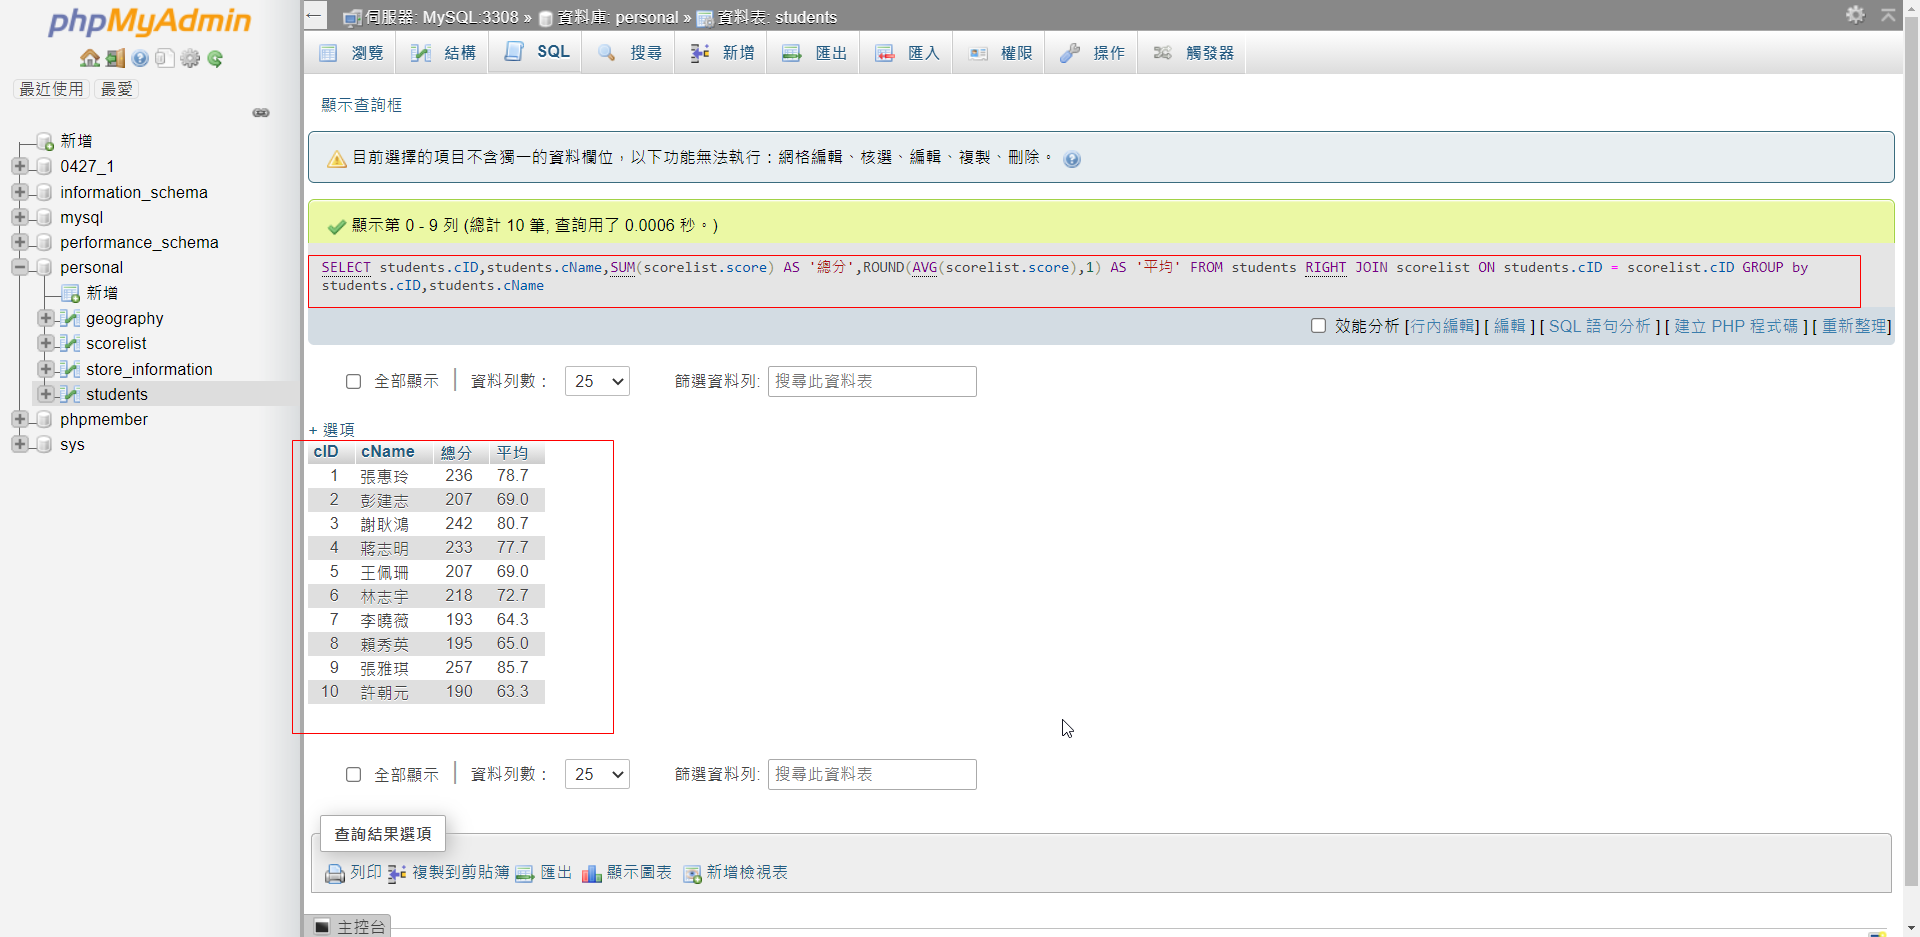 phpMyAdmin
最近使用 最愛
新增
0427_1
information_schema
mysql
performance_schema
personal
新增
geography
scorelist
store_information
students
phpmember
sys
伺服器: MySQL:3308 » 資料庫: personal » 資料表: students
瀏覽 結構 SQL 搜尋 新增 匯出 匯入 權限 操作 觸發器
顯示查詢框
目前選擇的項目不含獨一的資料欄位，以下功能無法執行：網格編輯、核選、編輯、複製、刪除。
顯示第 0 - 9 列 (總計 10 筆, 查詢用了 0.0006 秒。)
SELECT students.cID,students.cName,SUM(scorelist.score) AS '總分',ROUND(AVG(scorelist.score),1) AS '平均' FROM students RIGHT JOIN scorelist ON students.cID = scorelist.cID GROUP by
students.cID,students.cName
效能分析 [行內編輯] [ 編輯 ] [ SQL 語句分析 ] [ 建立 PHP 程式碼 ] [ 重新整理]
全部顯示 資料列數： 25 篩選資料列: 搜尋此資料表
+ 選項
cID cName 總分 平均
1 張惠玲 236 78.7
2 彭建志 207 69.0
3 謝耿鴻 242 80.7
4 蔣志明 233 77.7
5 王佩珊 207 69.0
6 林志宇 218 72.7
7 李曉薇 193 64.3
8 賴秀英 195 65.0
9 張雅琪 257 85.7
10 許朝元 190 63.3
全部顯示 資料列數： 25 篩選資料列: 搜尋此資料表
查詢結果選項
列印 複製到剪貼簿 匯出 顯示圖表 新增檢視表
主控台